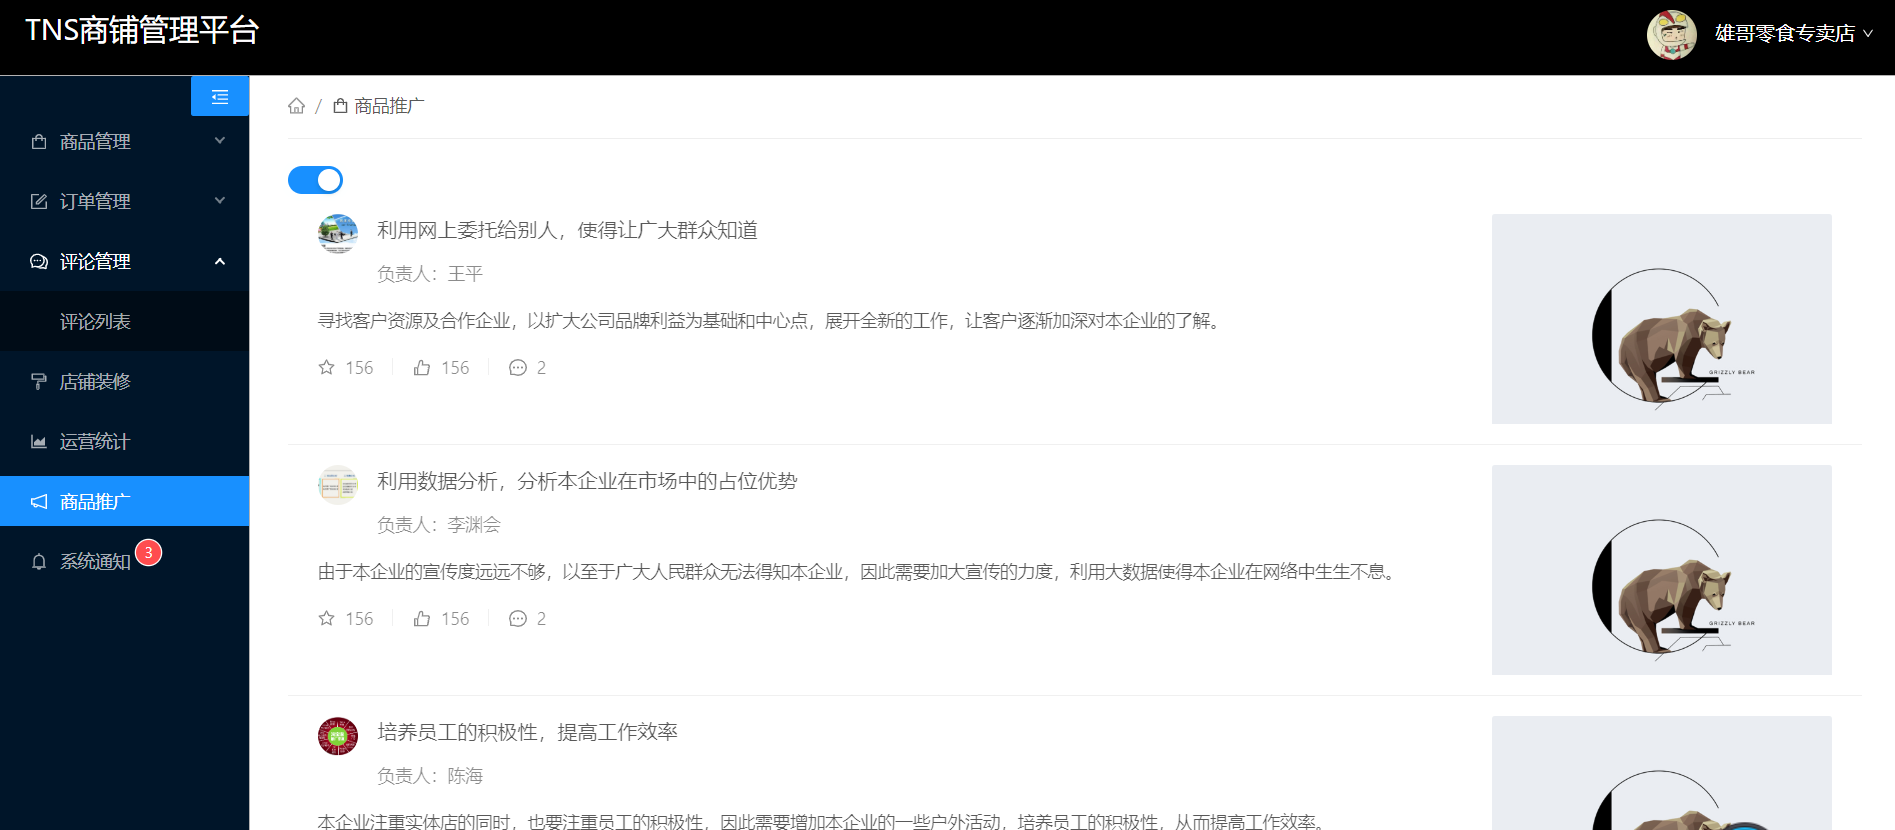 TNS商铺管理平台
雄哥零食专卖店
商品管理
订单管理
评论管理
评论列表
店铺装修
运营统计
商品推广
系统通知 3
/ 商品推广
利用网上委托给别人，使得让广大群众知道
负责人：王平
寻找客户资源及合作企业，以扩大公司品牌利益为基础和中心点，展开全新的工作，让客户逐渐加深对本企业的了解。
156 156 2
GRIZZLY BEAR
利用数据分析，分析本企业在市场中的占位优势
负责人：李渊会
由于本企业的宣传度远远不够，以至于广大人民群众无法得知本企业，因此需要加大宣传的力度，利用大数据使得本企业在网络中生生不息。
156 156 2
GRIZZLY BEAR
培养员工的积极性，提高工作效率
负责人：陈海
本企业注重实体店的同时，也要注重员工的积极性，因此需要增加本企业的一些户外活动，培养员工的积极性，从而提高工作效率。